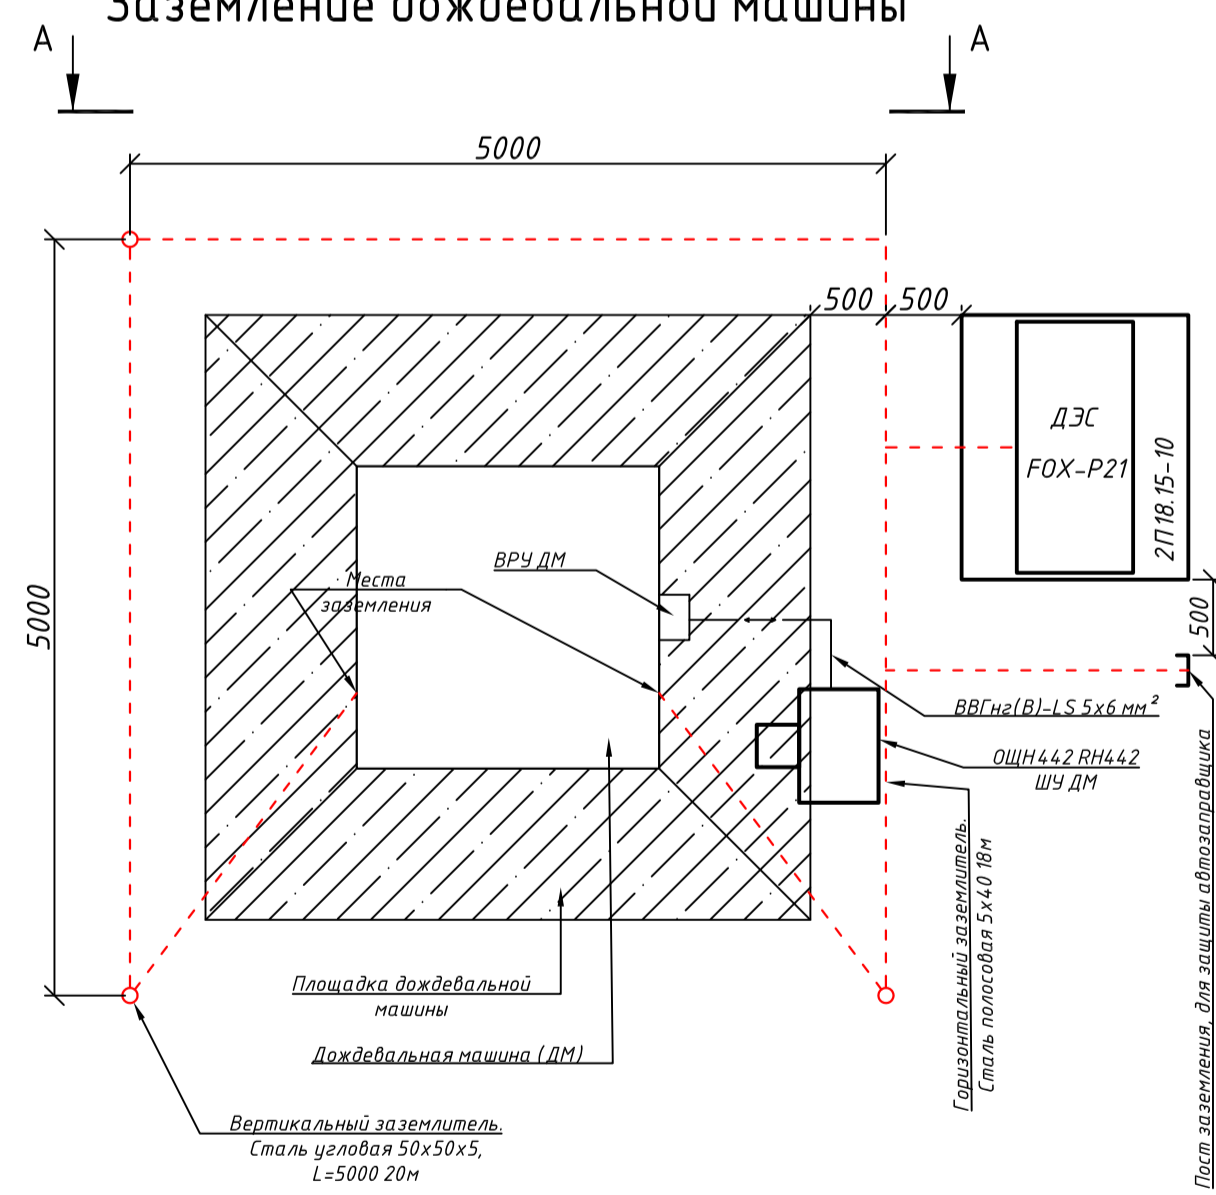 Заземление дождевальной машины
А
А
5000
500
500
ДЭС
FOX-P21
2П18.15-10
ВРУ ДМ
Места
заземления
5000
500
ВВГнг(В)-LS 5х6 мм²
ОЩН442 RH442
ШУ ДМ
Горизонтальный заземлитель.
Сталь полосовая 5х40 18м
Пост заземления, для защиты автозаправщика
Площадка дождевальной
машины
Дождевальная машина (ДМ)
Вертикальный заземлитель.
Сталь угловая 50х50х5,
L=5000 20м